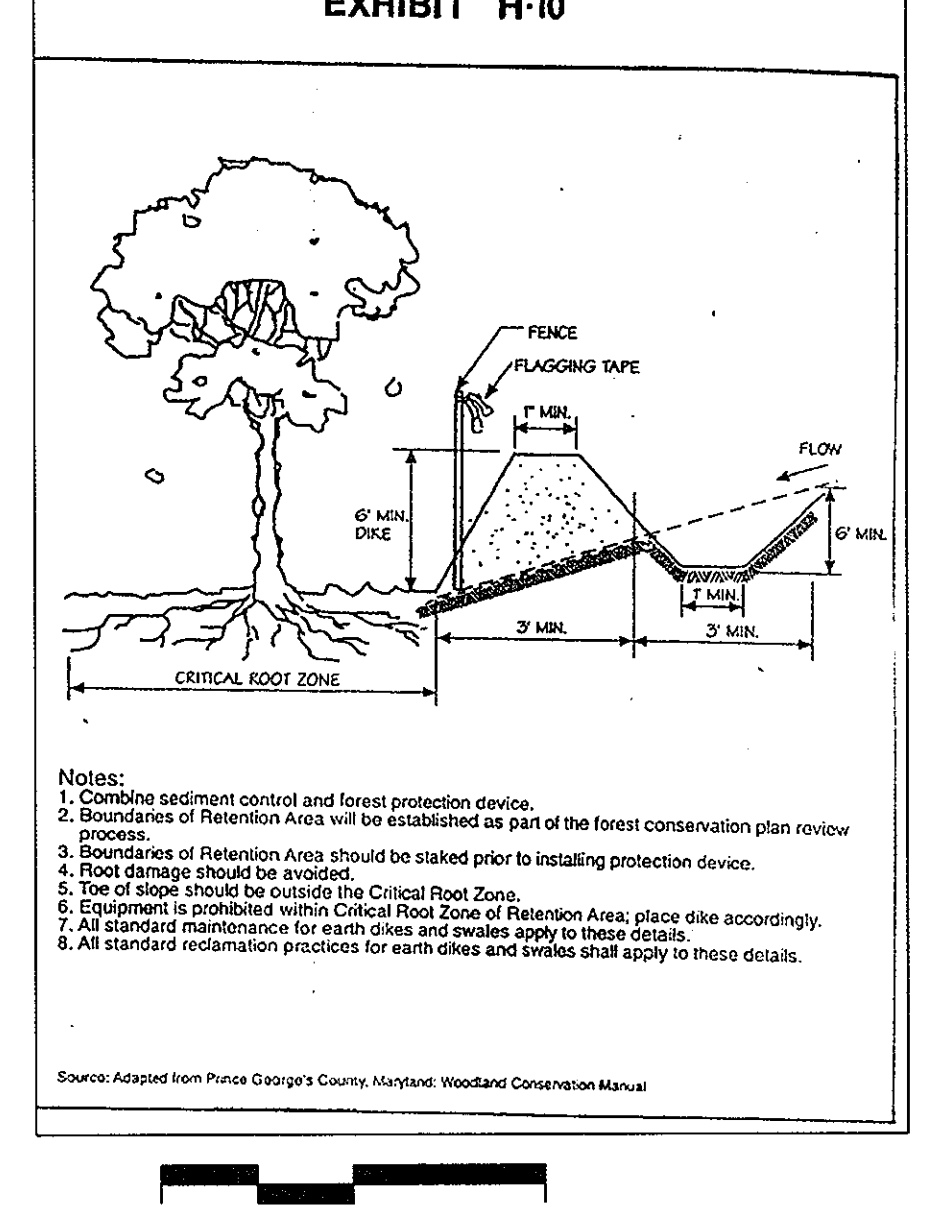 EXHIBIT H-10
FENCE
FLAGGING TAPE
1' MIN.
FLOW
6' MIN.
DIKE
6' MIN.
1' MIN.
3' MIN.
3' MIN.
CRITICAL ROOT ZONE
Notes:
1. Combine sediment control and forest protection device.
2. Boundaries of Retention Area will be established as part of the forest conservation plan review
process.
3. Boundaries of Retention Area should be staked prior to installing protection device.
4. Root damage should be avoided.
5. Toe of slope should be outside the Critical Root Zone.
6. Equipment is prohibited within Critical Root Zone of Retention Area; place dike accordingly.
7. All standard maintenance for earth dikes and swales apply to these details.
8. All standard reclamation practices for earth dikes and swales shall apply to these details.
Source: Adapted from Prince George's County, Maryland: Woodland Conservation Manual